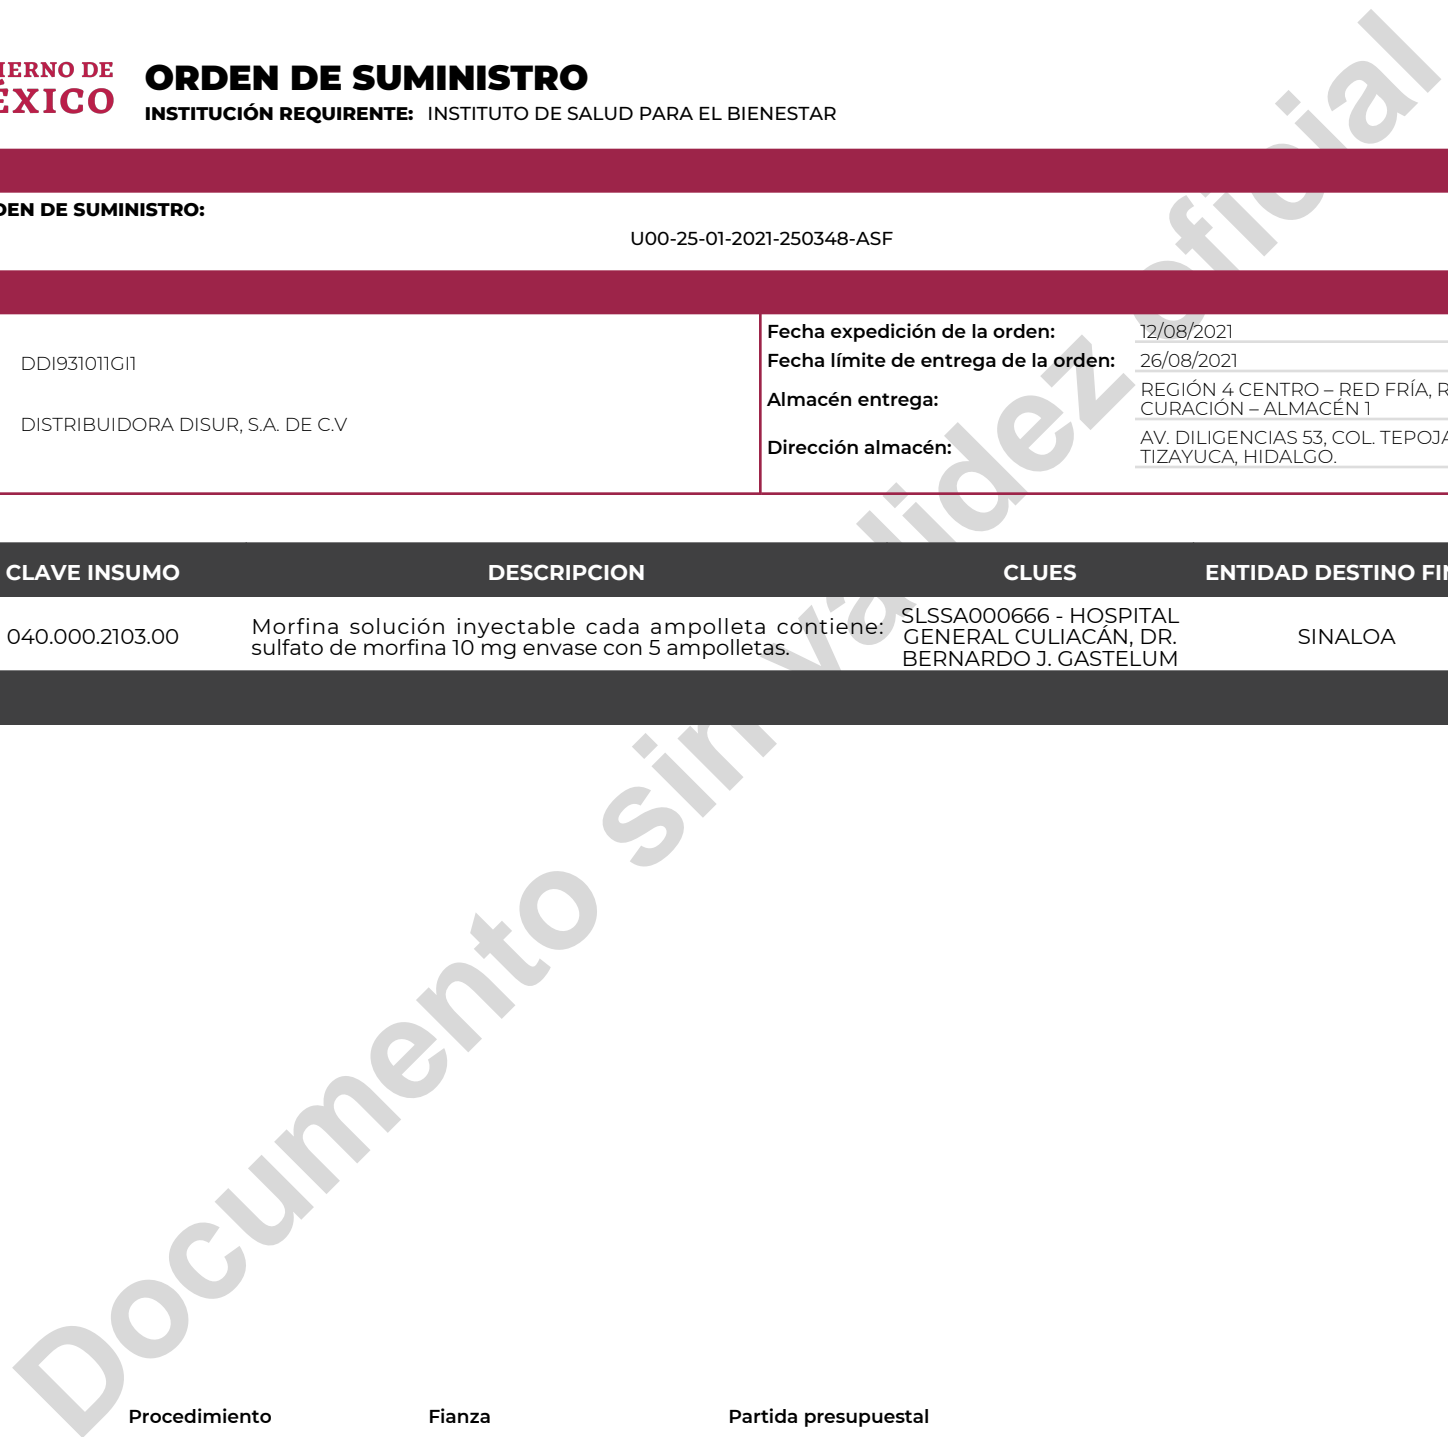 IERNO DE
ÉXICO
ORDEN DE SUMINISTRO
INSTITUCIÓN REQUIRENTE: INSTITUTO DE SALUD PARA EL BIENESTAR
DEN DE SUMINISTRO:
U00-25-01-2021-250348-ASF
DDI931011GI1
DISTRIBUIDORA DISUR, S.A. DE C.V
Fecha expedición de la orden: 12/08/2021
Fecha límite de entrega de la orden: 26/08/2021
Almacén entrega: REGIÓN 4 CENTRO – RED FRÍA, R
CURACIÓN – ALMACÉN 1
Dirección almacén: AV. DILIGENCIAS 53, COL. TEPOJA
TIZAYUCA, HIDALGO.
CLAVE INSUMO DESCRIPCION CLUES ENTIDAD DESTINO FIN
040.000.2103.00
Morfina solución inyectable cada ampolleta contiene:
sulfato de morfina 10 mg envase con 5 ampolletas.
SLSSA000666 - HOSPITAL
GENERAL CULIACÁN, DR.
BERNARDO J. GASTELUM
SINALOA
Documento sin validez oficial
Procedimiento Fianza Partida presupuestal